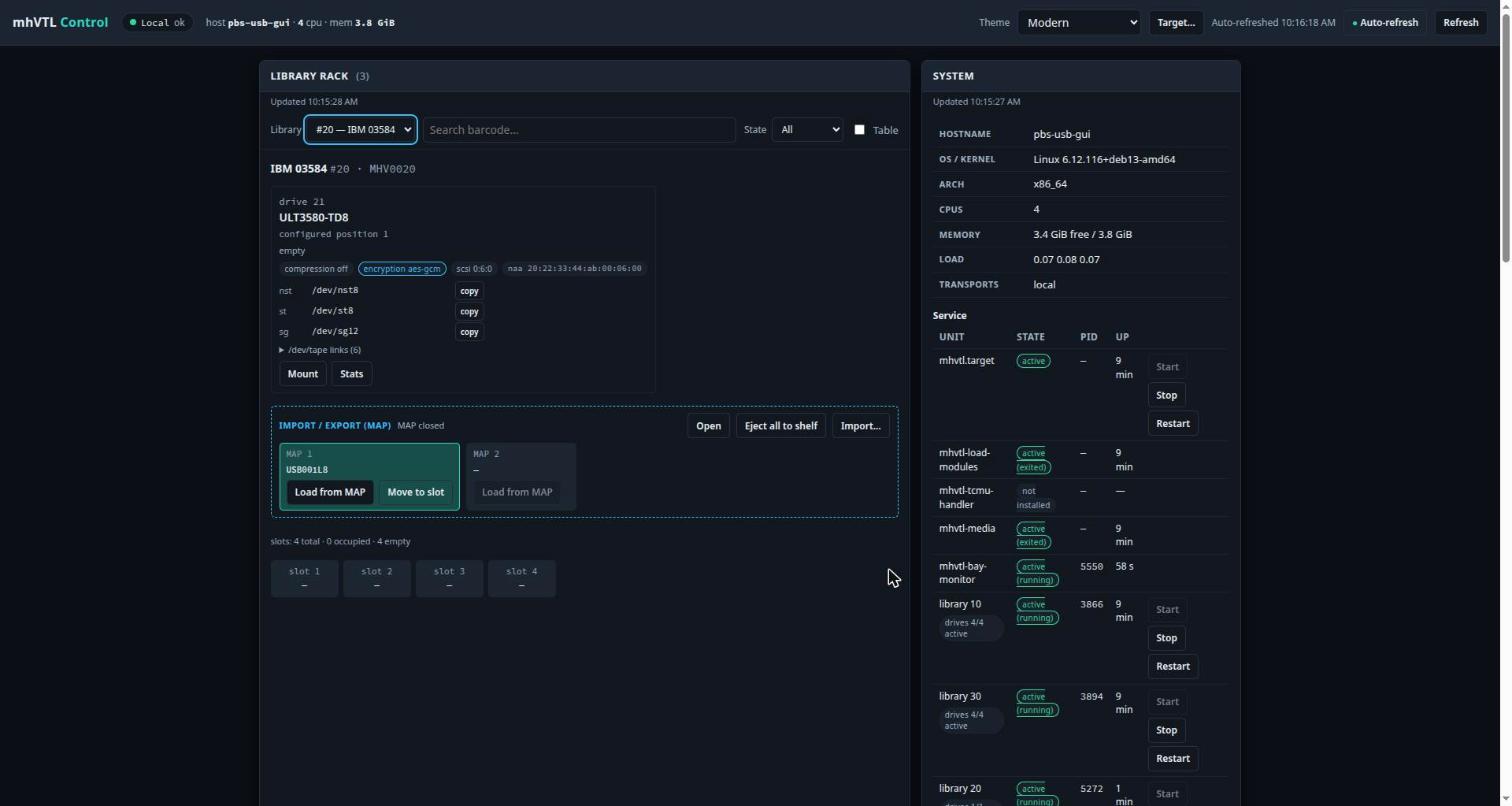 mhVTL Control
Local ok
host pbs-usb-gui · 4 cpu · mem 3.8 GiB
Theme
Modern
Target...
Auto-refreshed 10:16:18 AM
Auto-refresh
Refresh
LIBRARY RACK (3)
Updated 10:15:28 AM
Library
#20 — IBM 03584
Search barcode...
State
All
Table
IBM 03584 #20 · MHV0020
drive 21
ULT3580-TD8
configured position 1
empty
compression off
encryption aes-gcm
scsi 0:6:0
naa 20:22:33:44:ab:00:06:00
nst /dev/nst8 copy
st /dev/st8 copy
sg /dev/sg12 copy
/dev/tape links (6)
Mount
Stats
IMPORT / EXPORT (MAP) MAP closed
Open
Eject all to shelf
Import...
MAP 1
USB001L8
Load from MAP
Move to slot
MAP 2
—
Load from MAP
slots: 4 total · 0 occupied · 4 empty
slot 1
—
slot 2
—
slot 3
—
slot 4
—
SYSTEM
Updated 10:15:27 AM
HOSTNAME pbs-usb-gui
OS / KERNEL Linux 6.12.116+deb13-amd64
ARCH x86_64
CPUS 4
MEMORY 3.4 GiB free / 3.8 GiB
LOAD 0.07 0.08 0.07
TRANSPORTS local
Service
UNIT STATE PID UP
mhvtl.target active — 9 min
Start
Stop
Restart
mhvtl-load-modules active (exited) — 9 min
mhvtl-tcmu-handler not installed — —
mhvtl-media active (exited) — 9 min
mhvtl-bay-monitor active (running) 5550 58 s
library 10 active (running) 3866 9 min
drives 4/4 active
Start
Stop
Restart
library 30 active (running) 3894 9 min
drives 4/4 active
Start
Stop
Restart
library 20 active (running) 5272 1 min
Start